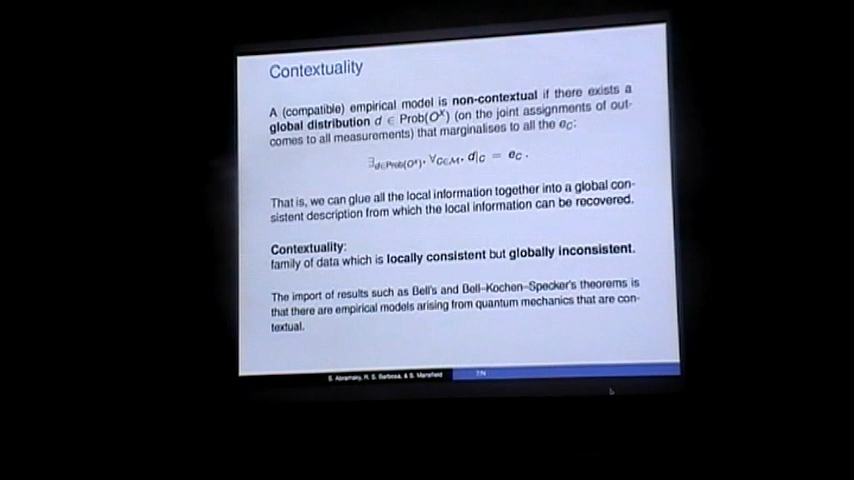 Contextuality
A (compatible) empirical model is non-contextual if there exists a
global distribution d ∈ Prob(Oˣ) (on the joint assignments of out-
comes to all measurements) that marginalises to all the e_C:
∃_{d∈Prob(Oˣ)}. ∀_{C∈M}. d|_C = e_C .
That is, we can glue all the local information together into a global con-
sistent description from which the local information can be recovered.
Contextuality:
family of data which is locally consistent but globally inconsistent.
The import of results such as Bell's and Bell–Kochen–Specker's theorems is
that there are empirical models arising from quantum mechanics that are con-
textual.
S. Abramsky, R. S. Barbosa, & S. Mansfield